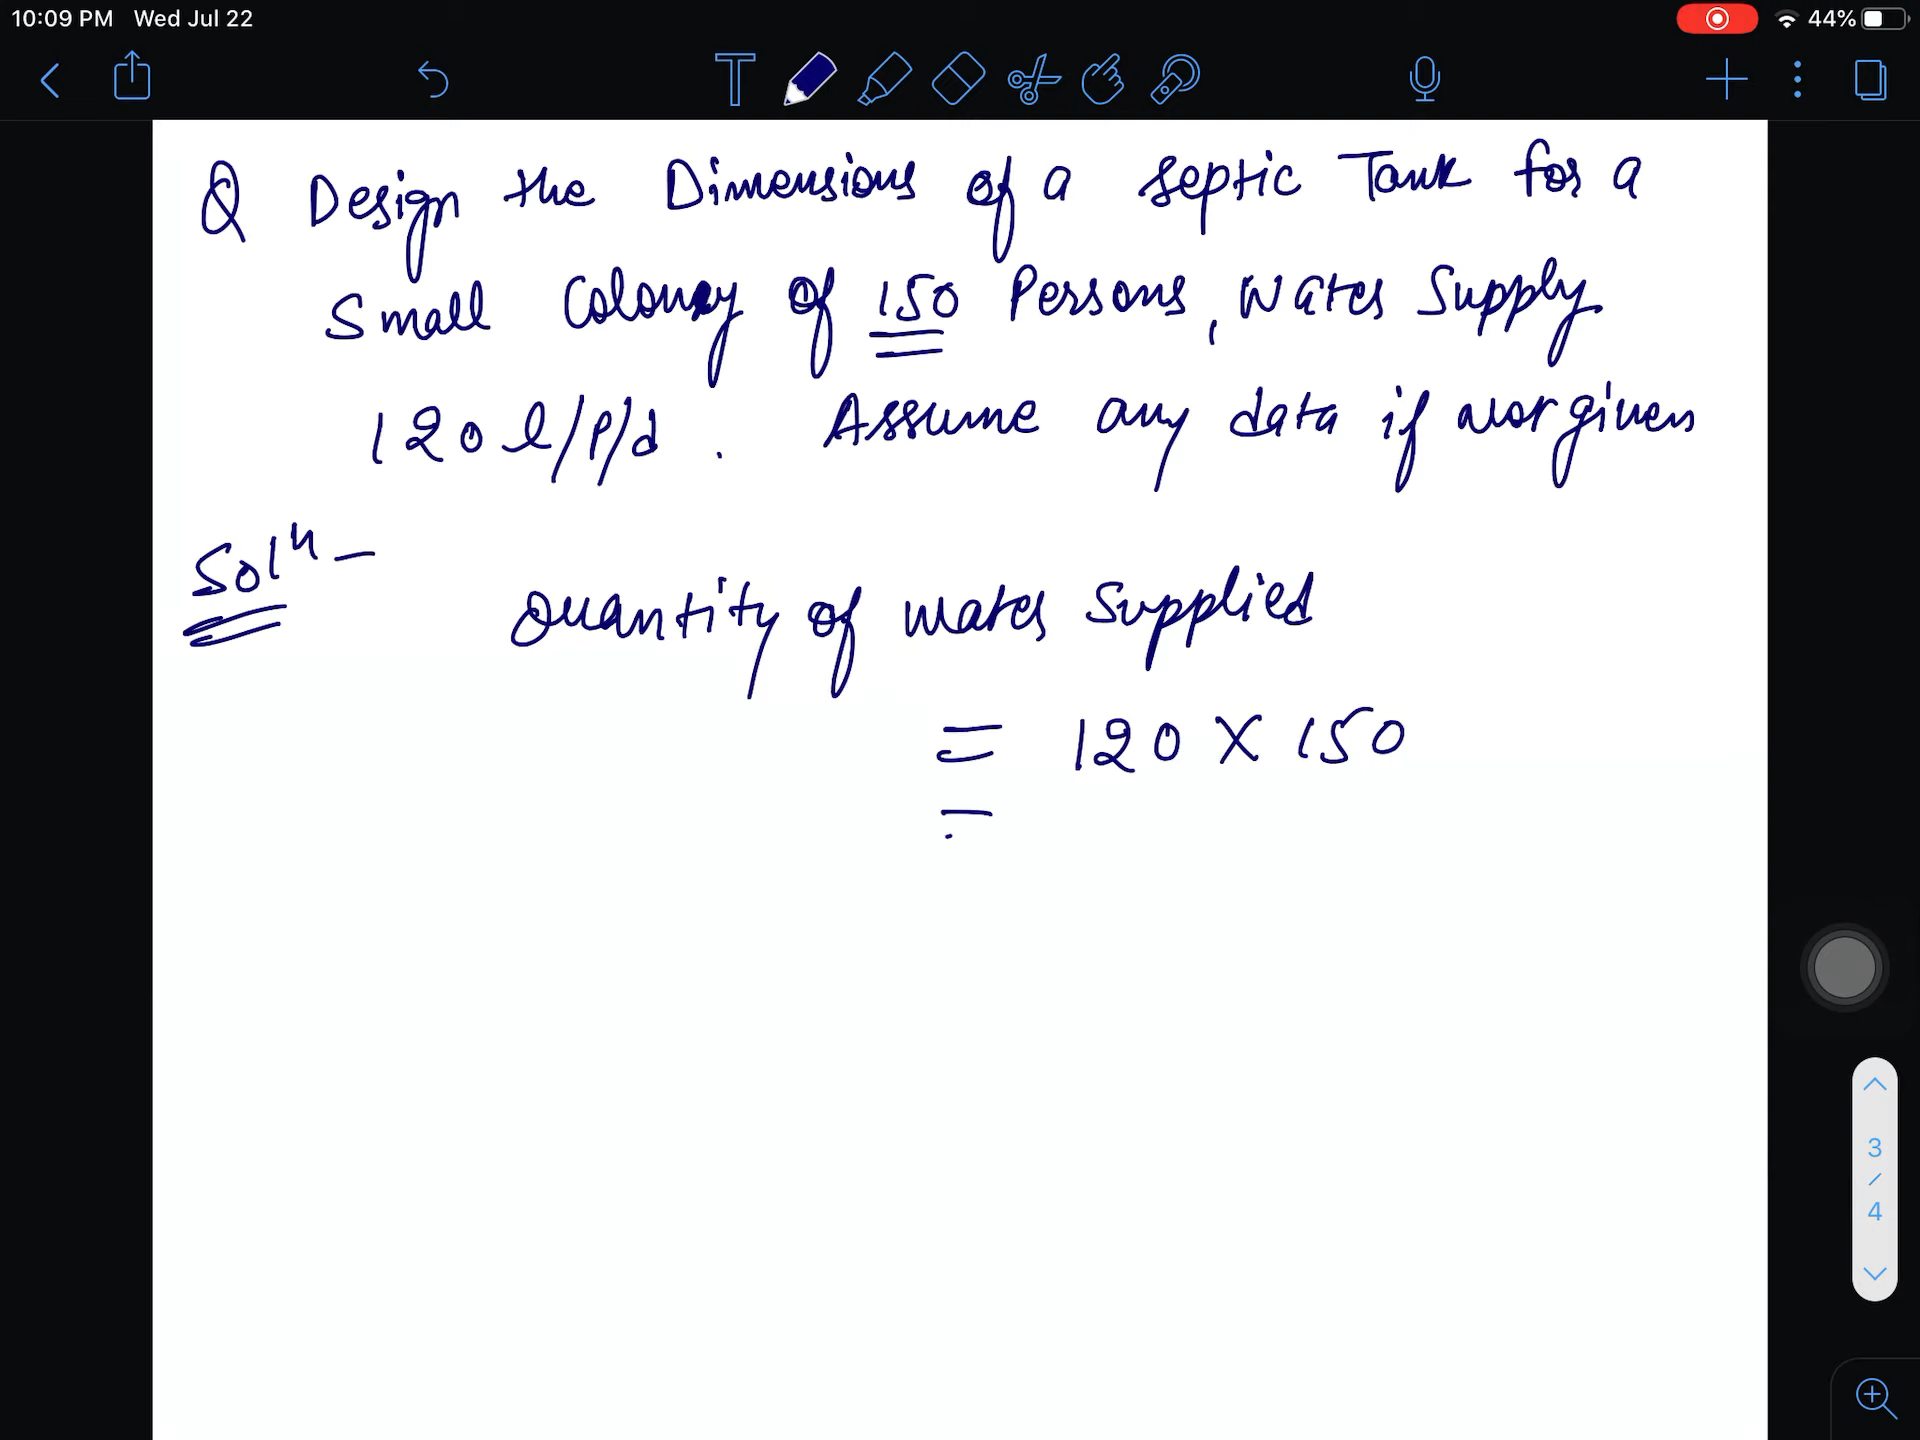 10:09 PM Wed Jul 22
44%
T
Q Design the Dimensions of a Septic Tank for a
Small Colony of 150 Persons, Water Supply
120 l/P/d. Assume any data if not given
Solⁿ -
Quantity of water supplied
= 120 X 150
=
3
/
4